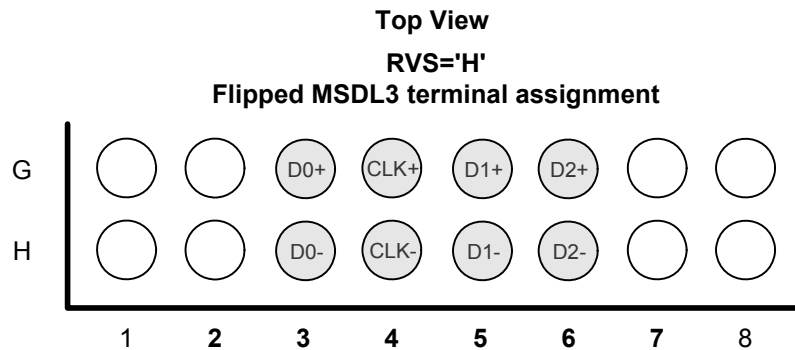 Top View
RVS='H'
Flipped MSDL3 terminal assignment
G D0+ CLK+ D1+ D2+
H D0- CLK- D1- D2-
1 2 3 4 5 6 7 8